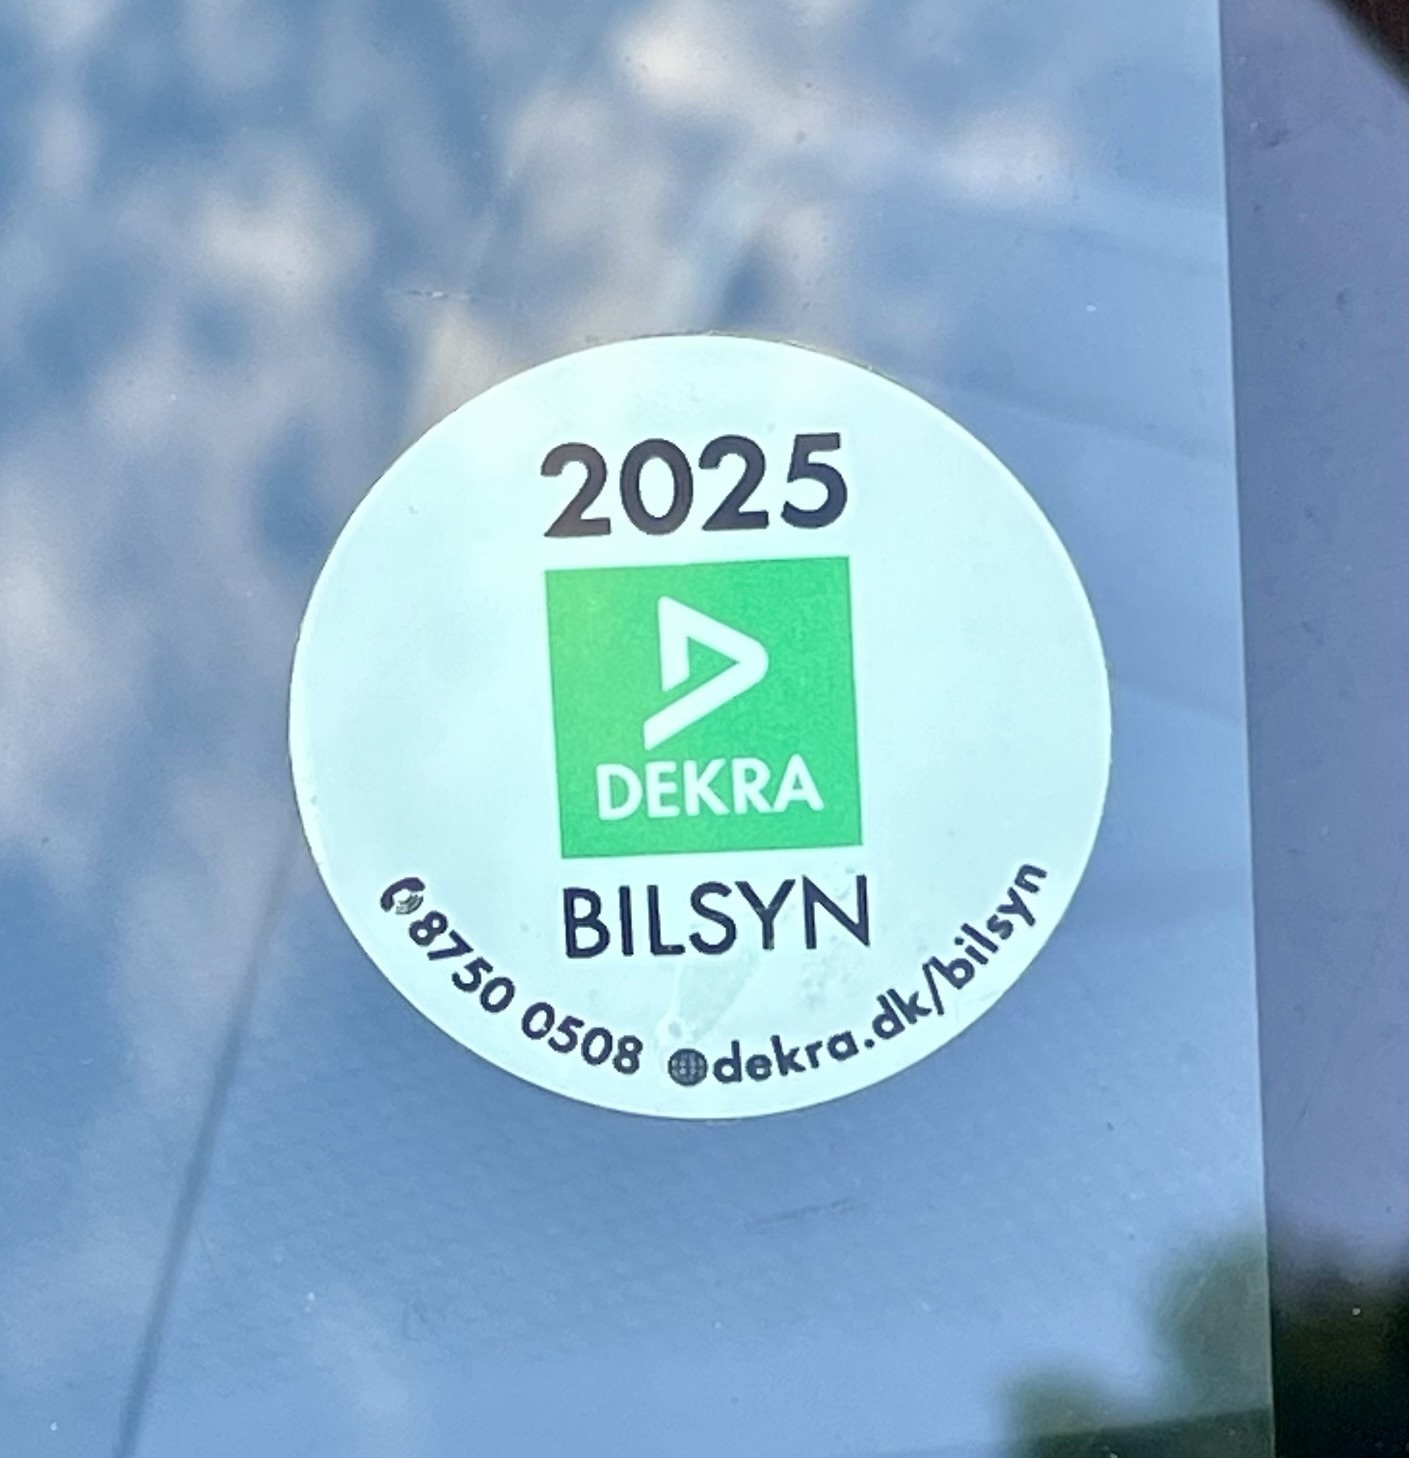 2025
DEKRA
BILSYN
8750 0508 dekra.dk/bilsyn